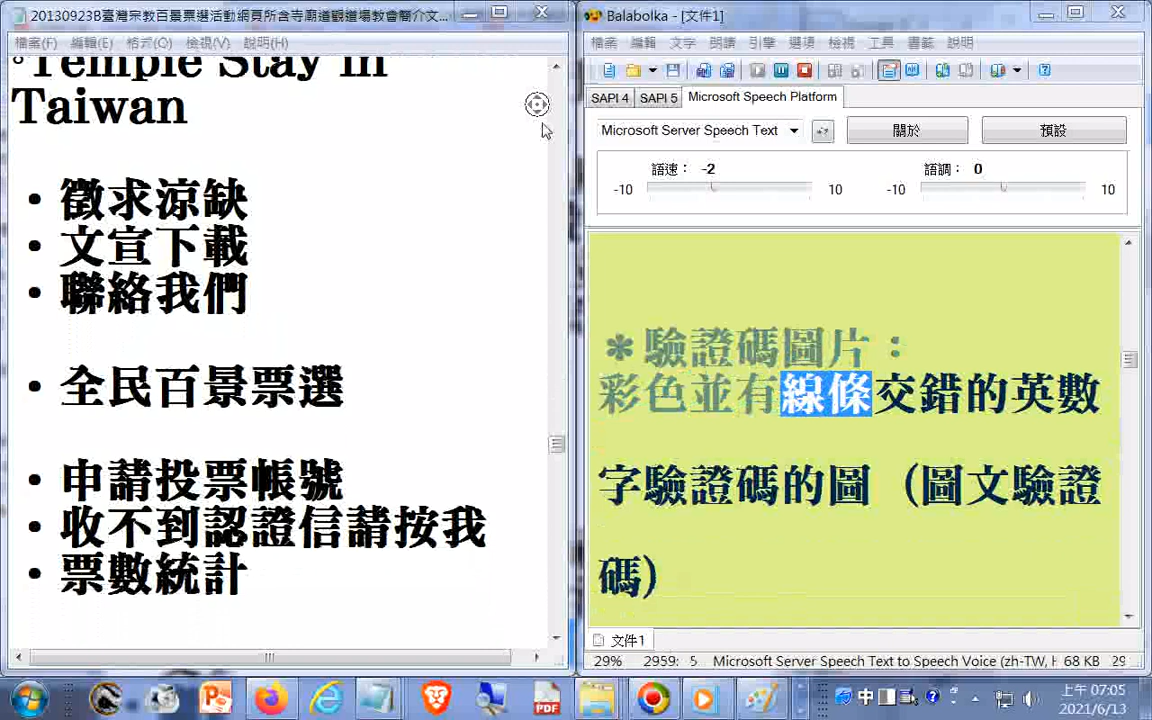 20130923B臺灣宗教百景票選活動網頁所含寺廟道觀道場教會簡介文...
檔案(F) 編輯(E) 格式(O) 檢視(V) 說明(H)
。Temple Stay in
Taiwan
• 徵求涼缺
• 文宣下載
• 聯絡我們
• 全民百景票選
• 申請投票帳號
• 收不到認證信請按我
• 票數統計
Balabolka - [文件1]
檔案 編輯 文字 朗讀 引擎 選項 檢視 工具 書籤 說明
SAPI 4 SAPI 5 Microsoft Speech Platform
Microsoft Server Speech Text 關於 預設
語速： -2 語調： 0
-10 10 -10 10
＊驗證碼圖片：
彩色並有線條交錯的英數
字驗證碼的圖（圖文驗證
碼）
文件1
29% 2959: 5 Microsoft Server Speech Text to Speech Voice (zh-TW, H 68 KB 29
中
上午 07:05
2021/6/13